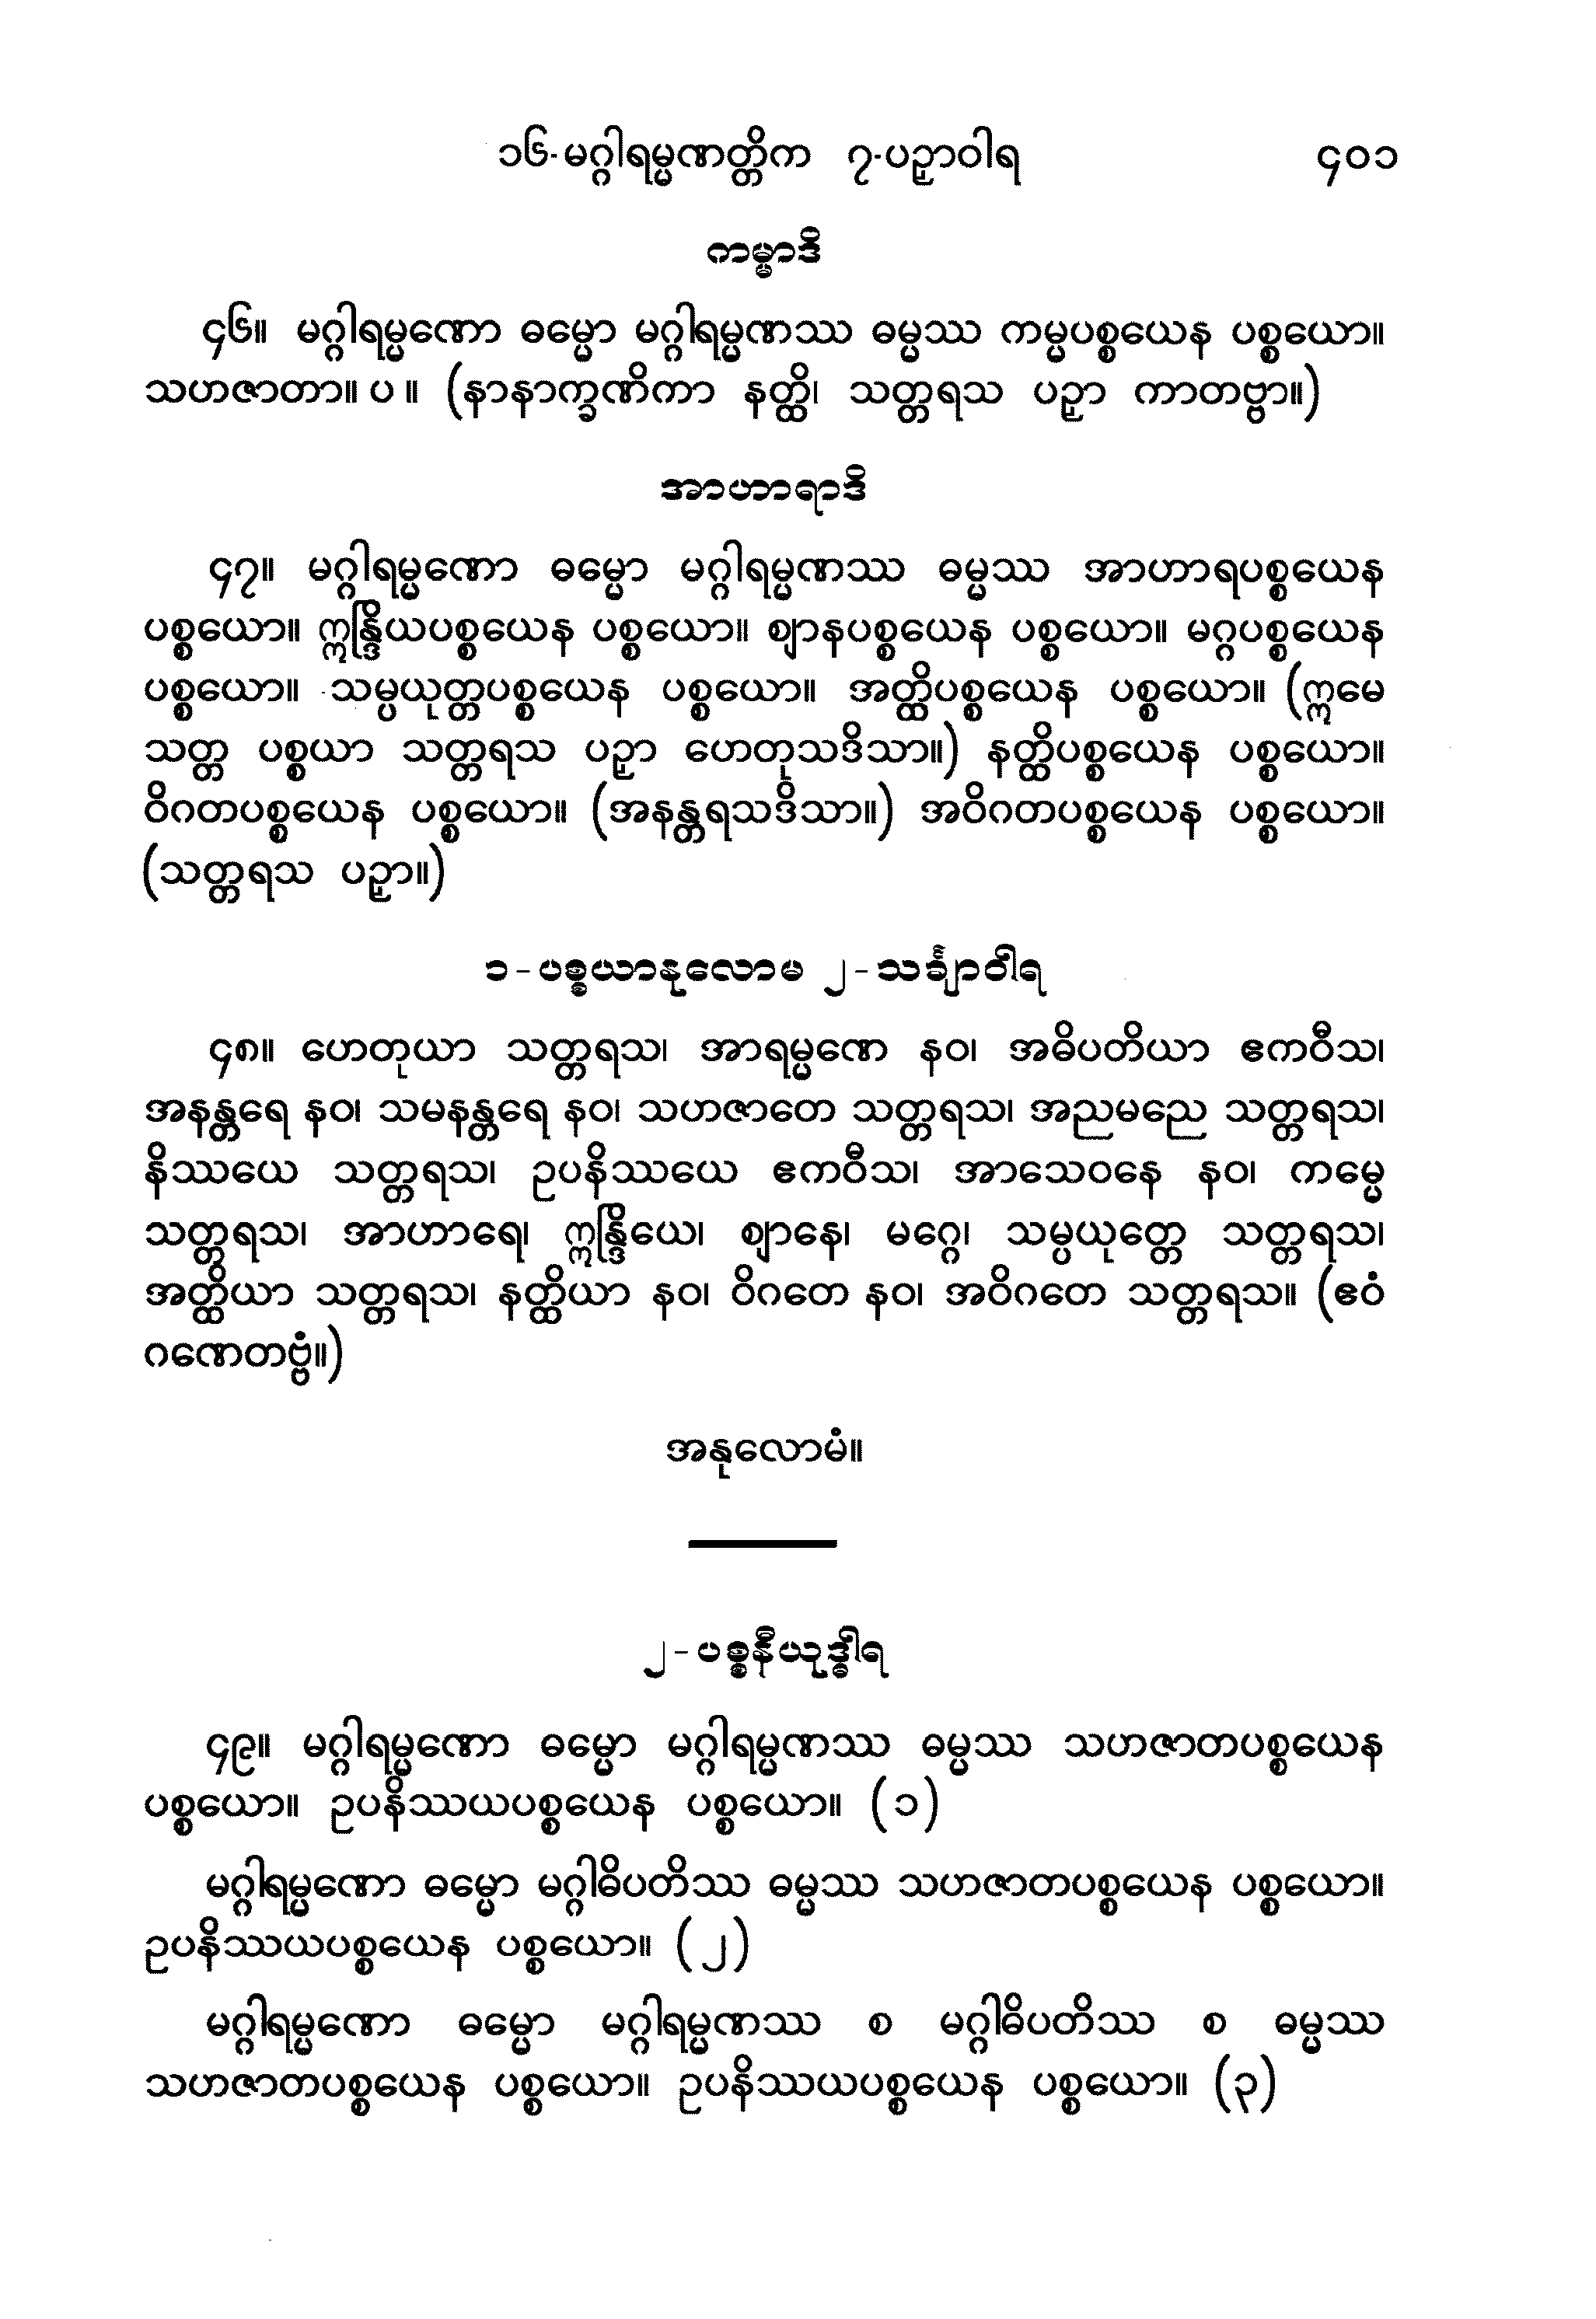 ၁၆-မဂ္ဂါရမ္မဏတ္တိက ၇-ပဉှာဝါရ ၄၀၁
ကမ္မာဒိ
၄၆။ မဂ္ဂါရမ္မဏော ဓမ္မော မဂ္ဂါရမ္မဏဿ ဓမ္မဿ ကမ္မပစ္စယေန ပစ္စယော။
သဟဇာတာ။ ပ ။ (နာနာက္ခဏိကာ နတ္ထိ၊ သတ္တရသ ပဉှာ ကာတဗ္ဗာ။)
အာဟာရာဒိ
၄၇။ မဂ္ဂါရမ္မဏော ဓမ္မော မဂ္ဂါရမ္မဏဿ ဓမ္မဿ အာဟာရပစ္စယေန
ပစ္စယော။ ဣန္ဒြိယပစ္စယေန ပစ္စယော။ ဈာနပစ္စယေန ပစ္စယော။ မဂ္ဂပစ္စယေန
ပစ္စယော။ သမ္ပယုတ္တပစ္စယေန ပစ္စယော။ အတ္ထိပစ္စယေန ပစ္စယော။ (ဣမေ
သတ္တ ပစ္စယာ သတ္တရသ ပဉှာ ဟေတုသဒိသာ။) နတ္ထိပစ္စယေန ပစ္စယော။
ဝိဂတပစ္စယေန ပစ္စယော။ (အနန္တရသဒိသာ။) အဝိဂတပစ္စယေန ပစ္စယော။
(သတ္တရသ ပဉှာ။)
၁-ပစ္စယာနုလောမ ၂-သင်္ချာဝါရ
၄၈။ ဟေတုယာ သတ္တရသ၊ အာရမ္မဏေ နဝ၊ အဓိပတိယာ ဧကဝီသ၊
အနန္တရေ နဝ၊ သမနန္တရေ နဝ၊ သဟဇာတေ သတ္တရသ၊ အညမညေ သတ္တရသ၊
နိဿယေ သတ္တရသ၊ ဥပနိဿယေ ဧကဝီသ၊ အာသေဝနေ နဝ၊ ကမ္မေ
သတ္တရသ၊ အာဟာရေ၊ ဣန္ဒြိယေ၊ ဈာနေ၊ မဂ္ဂေ၊ သမ္ပယုတ္တေ သတ္တရသ၊
အတ္ထိယာ သတ္တရသ၊ နတ္ထိယာ နဝ၊ ဝိဂတေ နဝ၊ အဝိဂတေ သတ္တရသ။ (ဧဝံ
ဂဏေတဗ္ဗံ။)
အနုလောမံ။
၂-ပစ္စနီယုဒ္ဓါရ
၄၉။ မဂ္ဂါရမ္မဏော ဓမ္မော မဂ္ဂါရမ္မဏဿ ဓမ္မဿ သဟဇာတပစ္စယေန
ပစ္စယော။ ဥပနိဿယပစ္စယေန ပစ္စယော။ (၁)
မဂ္ဂါရမ္မဏော ဓမ္မော မဂ္ဂါဓိပတိဿ ဓမ္မဿ သဟဇာတပစ္စယေန ပစ္စယော။
ဥပနိဿယပစ္စယေန ပစ္စယော။ (၂)
မဂ္ဂါရမ္မဏော ဓမ္မော မဂ္ဂါရမ္မဏဿ စ မဂ္ဂါဓိပတိဿ စ ဓမ္မဿ
သဟဇာတပစ္စယေန ပစ္စယော။ ဥပနိဿယပစ္စယေန ပစ္စယော။ (၃)